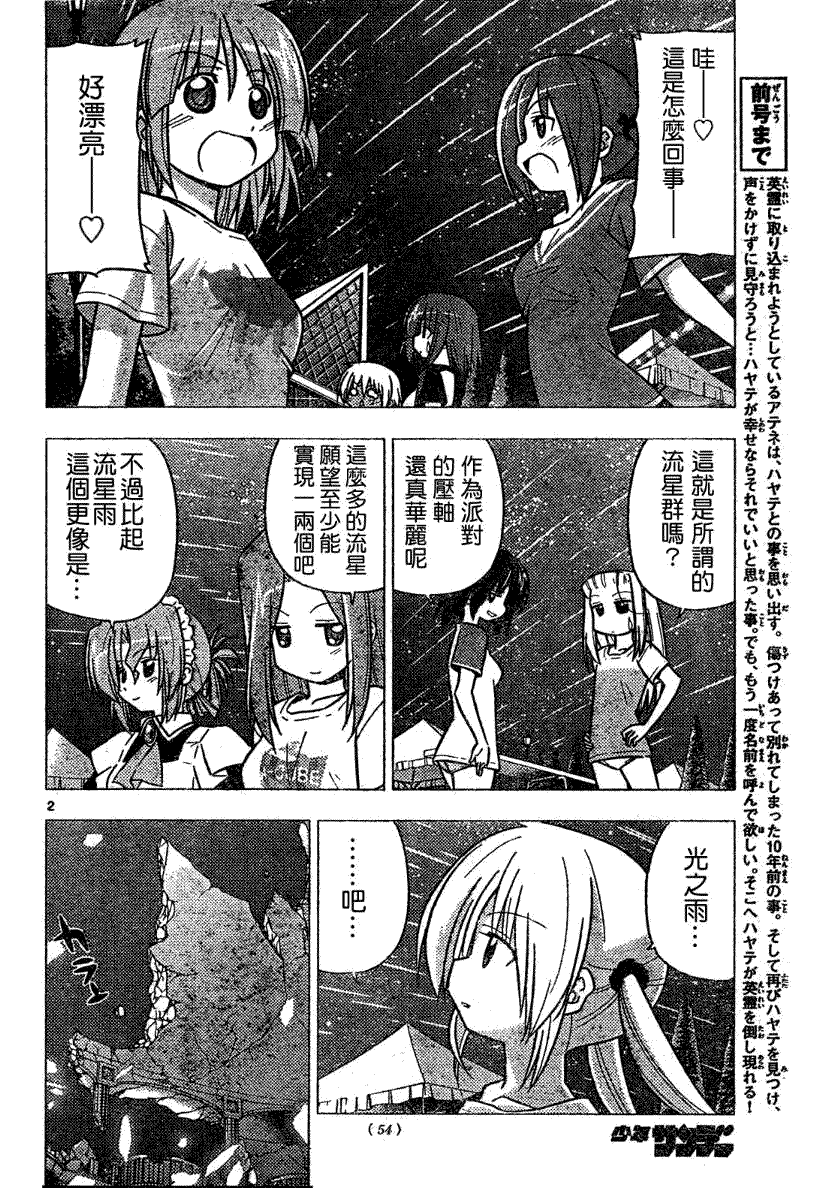 前号まで
英霊に取り込まれようとしているアテネは、ハヤテとの事を思い出す。傷つけあって別れてしまった10年前の事。そして再びハヤテを見つけ、
声をかけずに見守ろうと…ハヤテが幸せならそれでいいと思った事。でも、もう一度名前を呼んで欲しい。そこへハヤテが英霊を倒し現れる！
哇——♡
這是怎麼回事——
好漂亮——♡
這就是所謂的
流星群嗎？
作為派對
的壓軸
還真華麗呢
這麼多的流星
願望至少能
實現一兩個吧
不過比起
流星雨
這個更像是…
C-CUBE
2
光之雨…
………
…吧…
カラッ
(54)